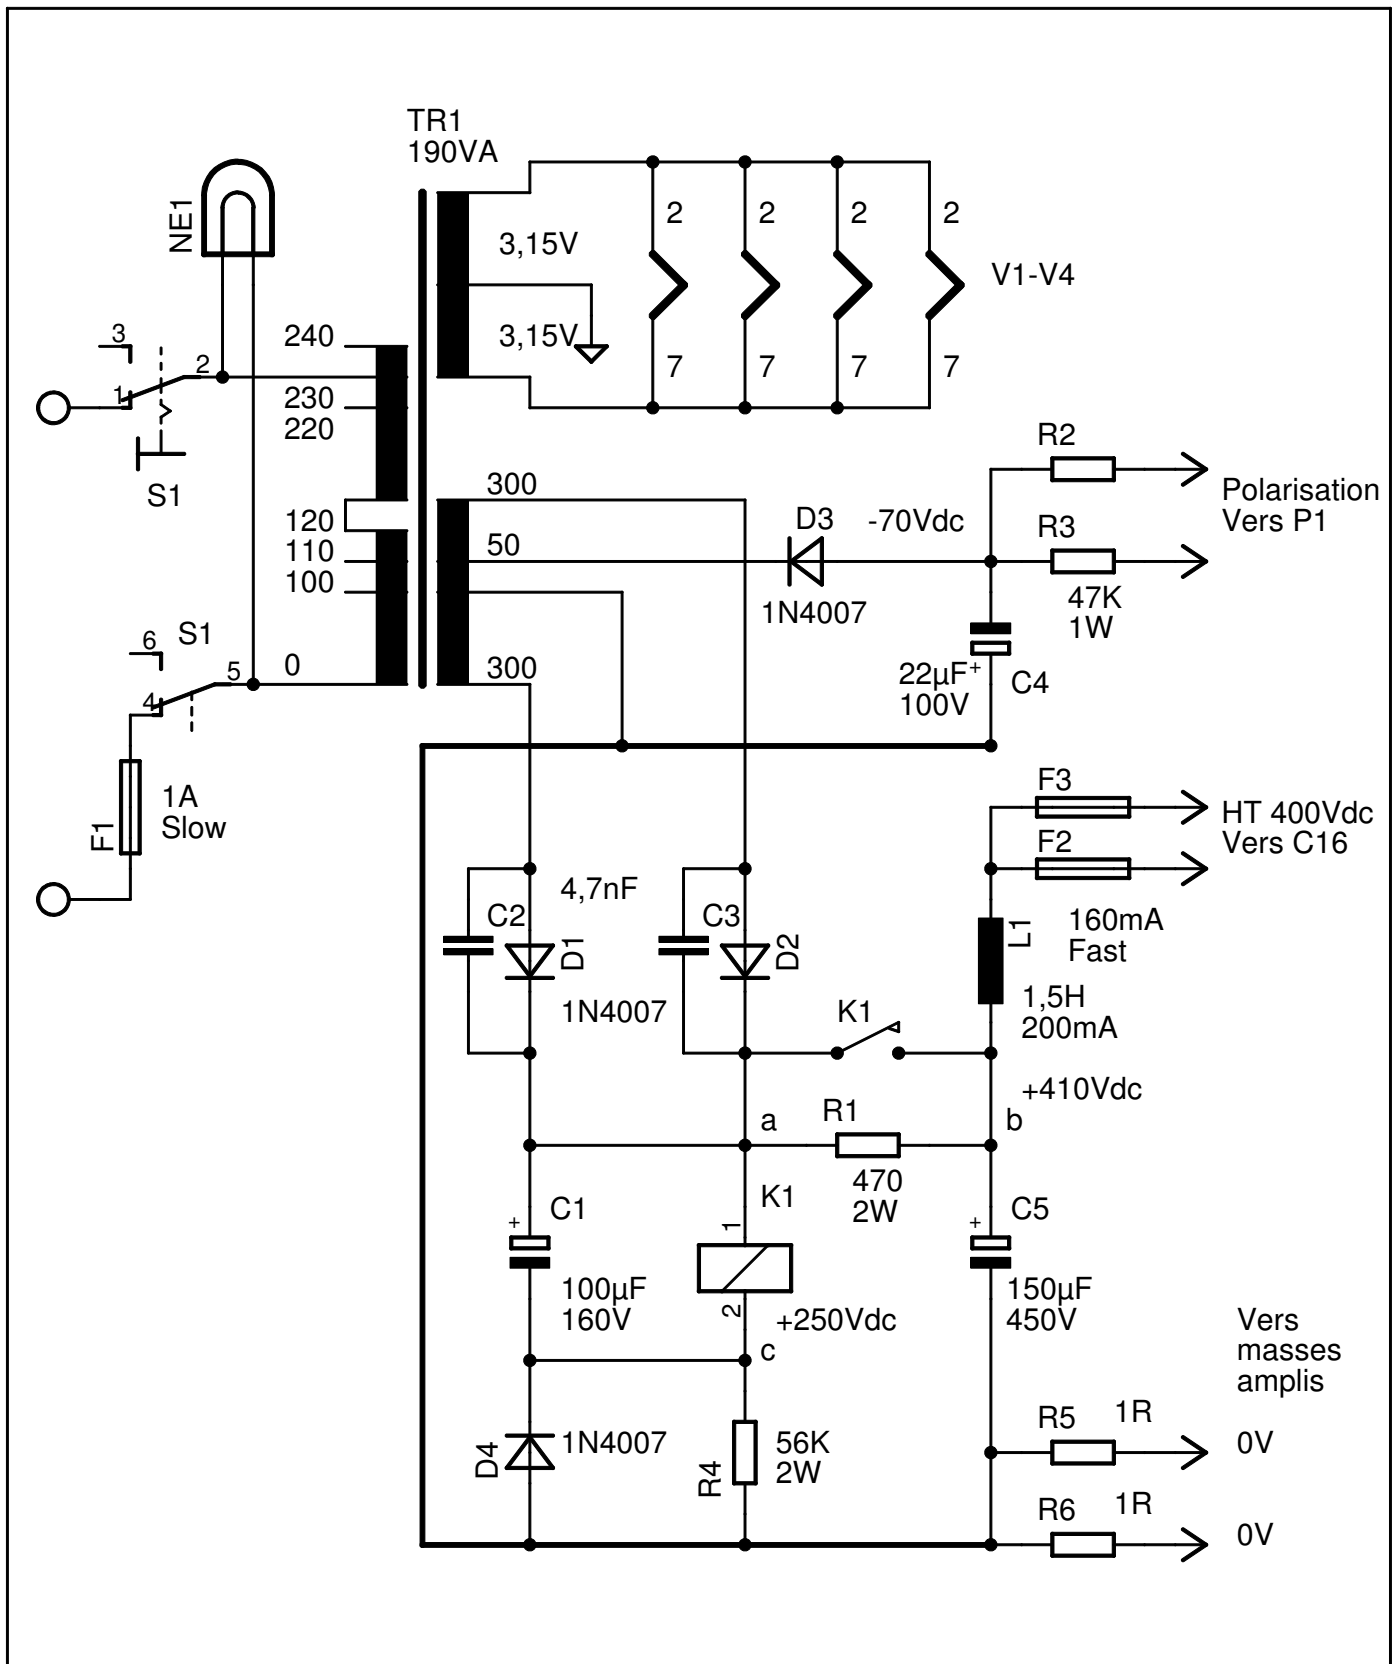 TR1
190VA
NE1
3,15V
3,15V
2
2
2
2
V1-V4
7
7
7
7
240
230
220
120
110
100
0
3
2
1
S1
6
S1
5
4
F1
1A
Slow
300
50
300
D3
-70Vdc
1N4007
R2
R3
47K
1W
Polarisation
Vers P1
22µF
+
100V
C4
F3
F2
HT 400Vdc
Vers C16
160mA
Fast
L1
1,5H
200mA
4,7nF
C2
D1
1N4007
C3
D2
K1
+410Vdc
a
R1
b
470
2W
K1
1
2
+
C1
100µF
160V
+
C5
150µF
450V
+250Vdc
c
D4
1N4007
R4
56K
2W
Vers
masses
amplis
R5
1R
0V
R6
1R
0V